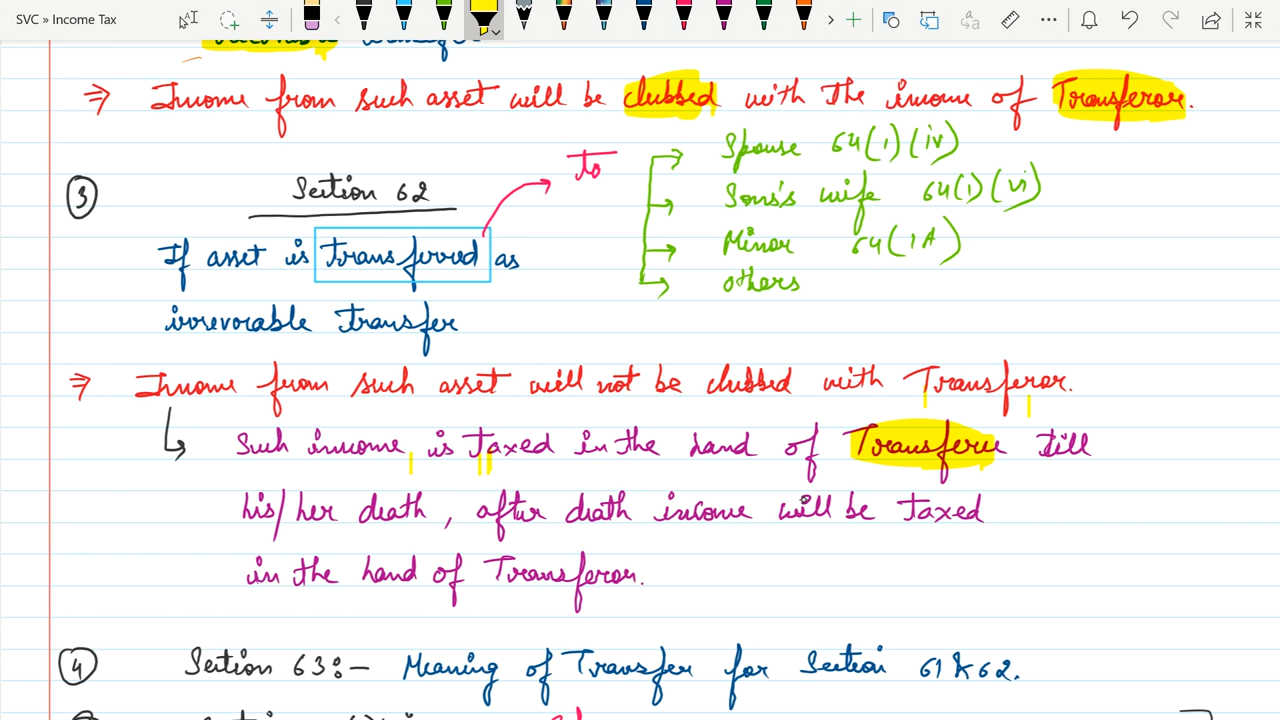 SVC » Income Tax
⇒ Income from such asset will be clubbed with the income of Transferor.
③ Section 62
If asset is transferred as
irrevorable transfer
To
Spouse 64(1)(iv)
Sons's wife 64(1)(vi)
Minor 64(1A)
others
⇒ Income from such asset will not be clubbed with Transferor.
↳ Such income is taxed in the hand of Transferee till
his/her death, after death income will be taxed
in the hand of Transferor.
④ Section 63:- Meaning of Transfer for Section 61 & 62.